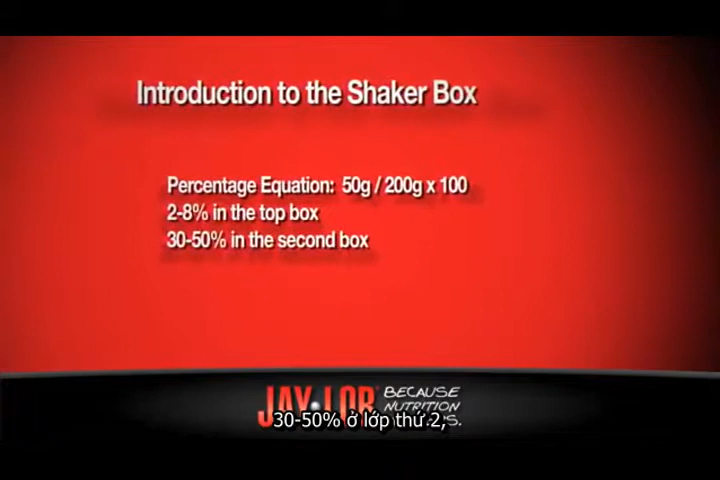 Introduction to the Shaker Box
Percentage Equation: 50g / 200g x 100
2-8% in the top box
30-50% in the second box
JAY-LOR
BECAUSE
NUTRITION
30-50% ở lớp thứ 2,